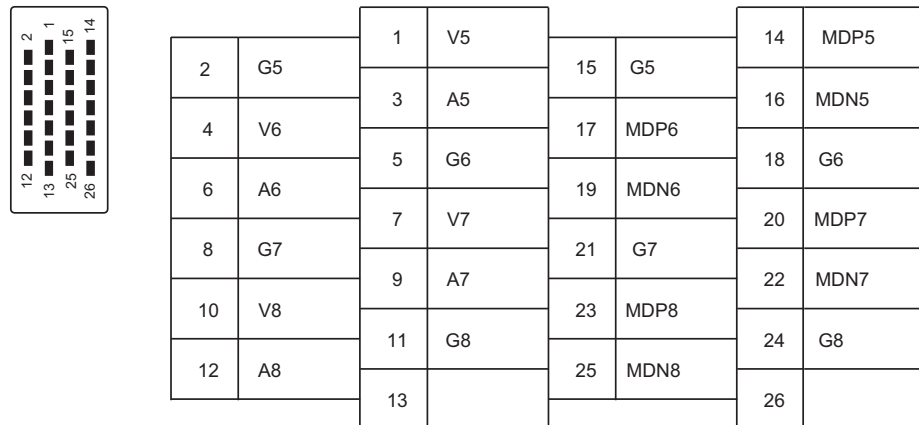 2 1 15 14
12 13 25 26
1 V5 14 MDP5
2 G5 15 G5
3 A5 16 MDN5
4 V6 17 MDP6
5 G6 18 G6
6 A6 19 MDN6
7 V7 20 MDP7
8 G7 21 G7
9 A7 22 MDN7
10 V8 23 MDP8
11 G8 24 G8
12 A8 25 MDN8
13 26